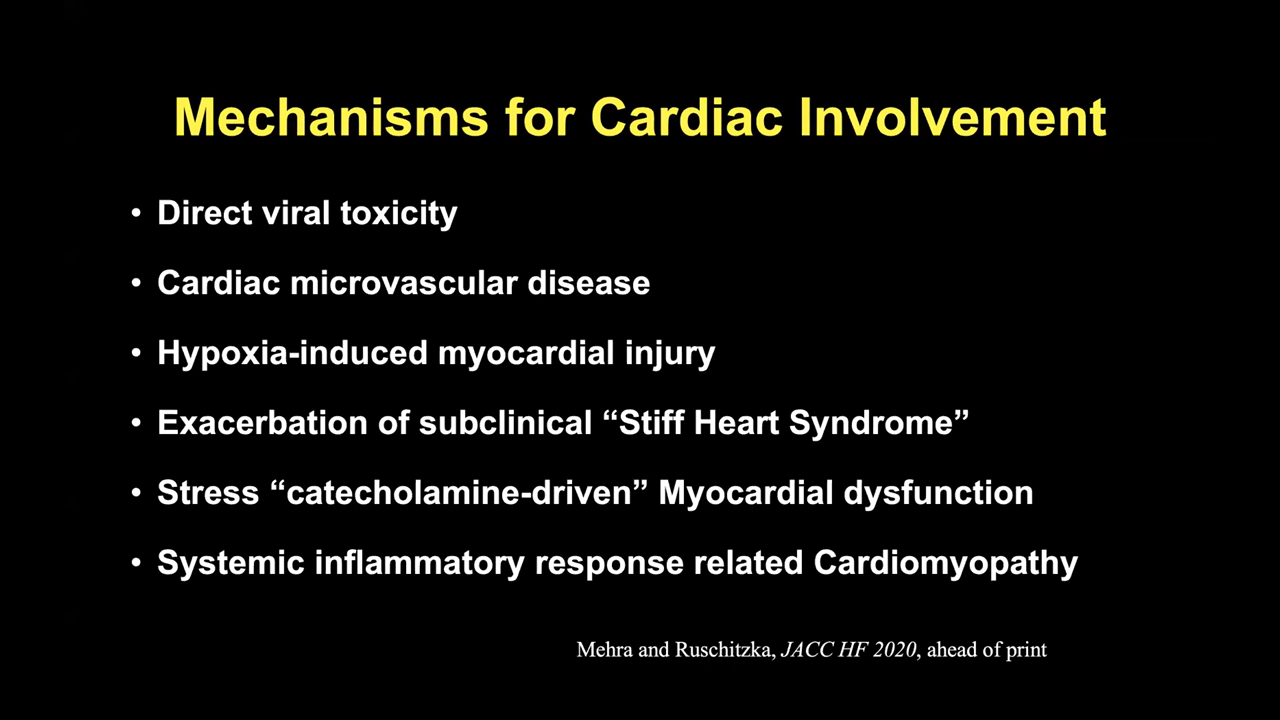 Mechanisms for Cardiac Involvement
• Direct viral toxicity
• Cardiac microvascular disease
• Hypoxia-induced myocardial injury
• Exacerbation of subclinical “Stiff Heart Syndrome”
• Stress “catecholamine-driven” Myocardial dysfunction
• Systemic inflammatory response related Cardiomyopathy
Mehra and Ruschitzka, JACC HF 2020, ahead of print